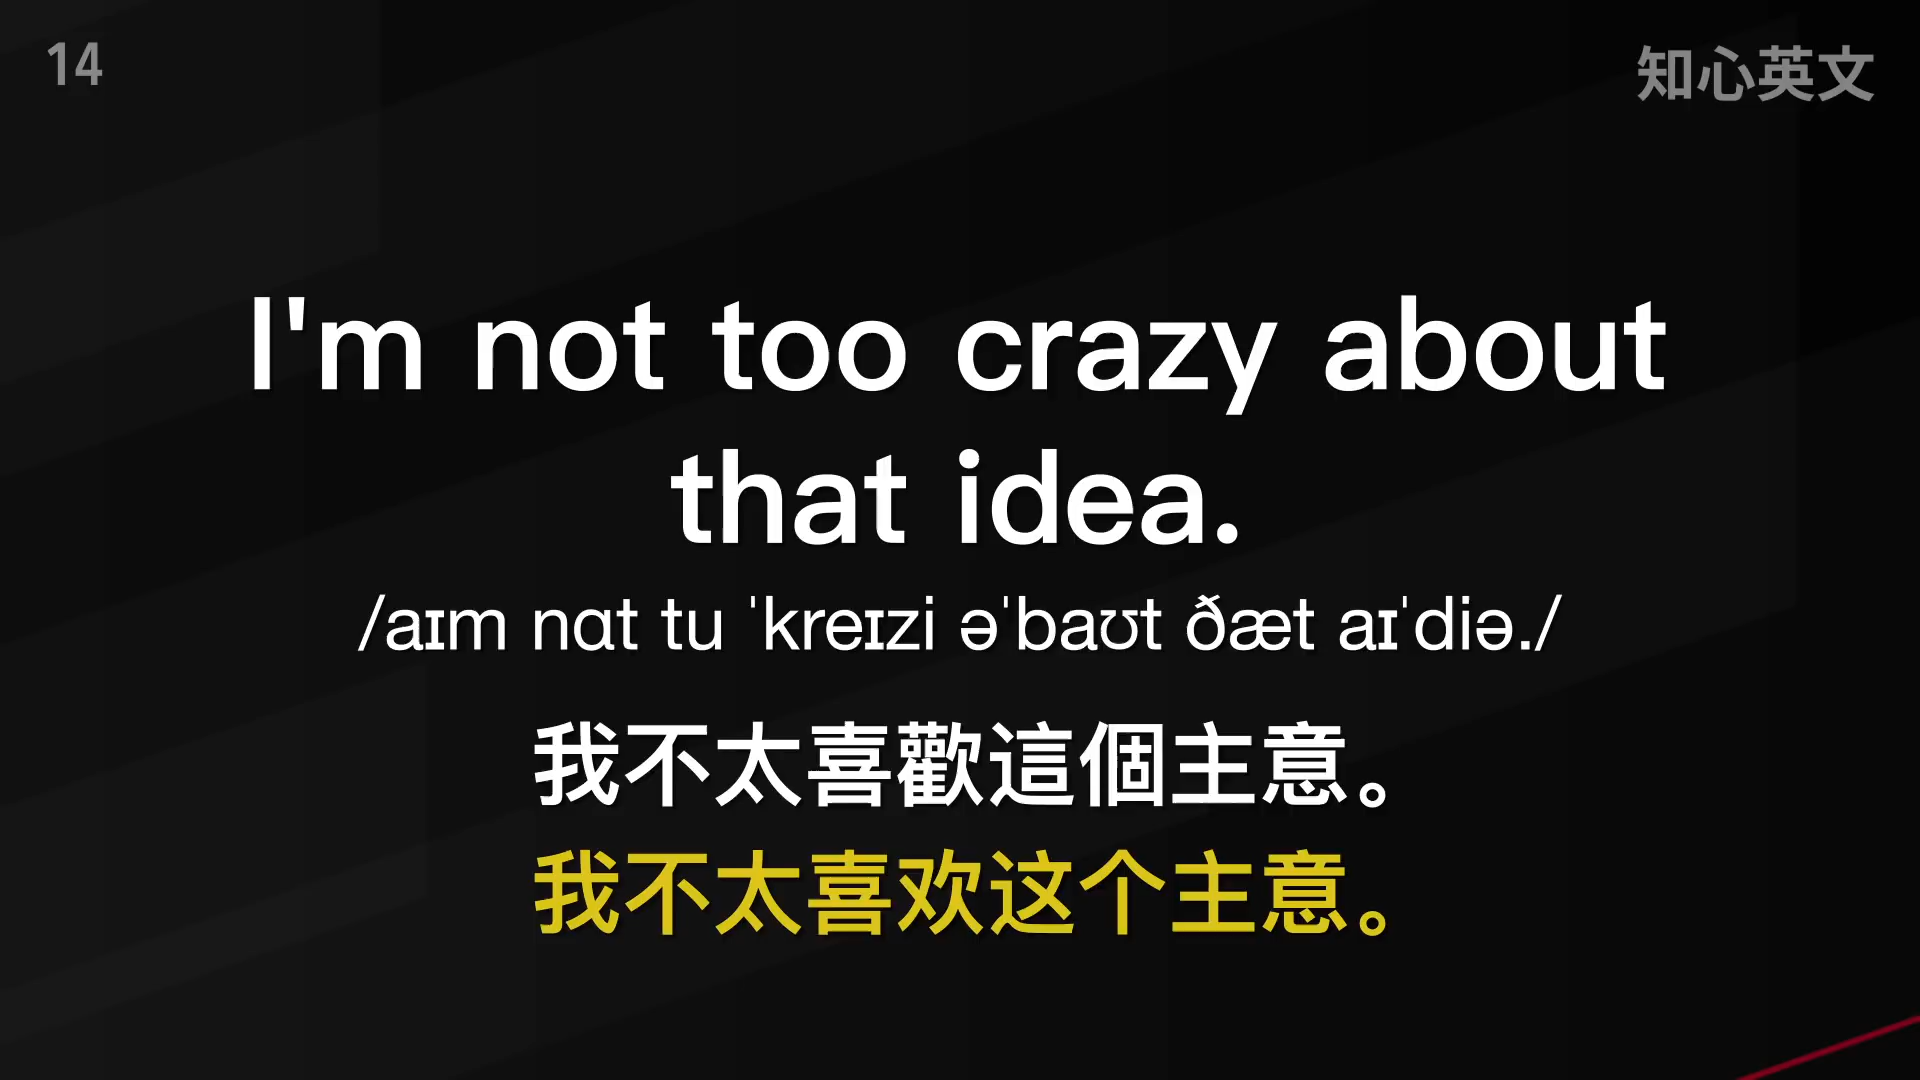 14
知心英文
I'm not too crazy about
that idea.
/aɪm nɑt tu ˈkreɪzi əˈbaʊt ðæt aɪˈdiə./
我不太喜歡這個主意。
我不太喜欢这个主意。